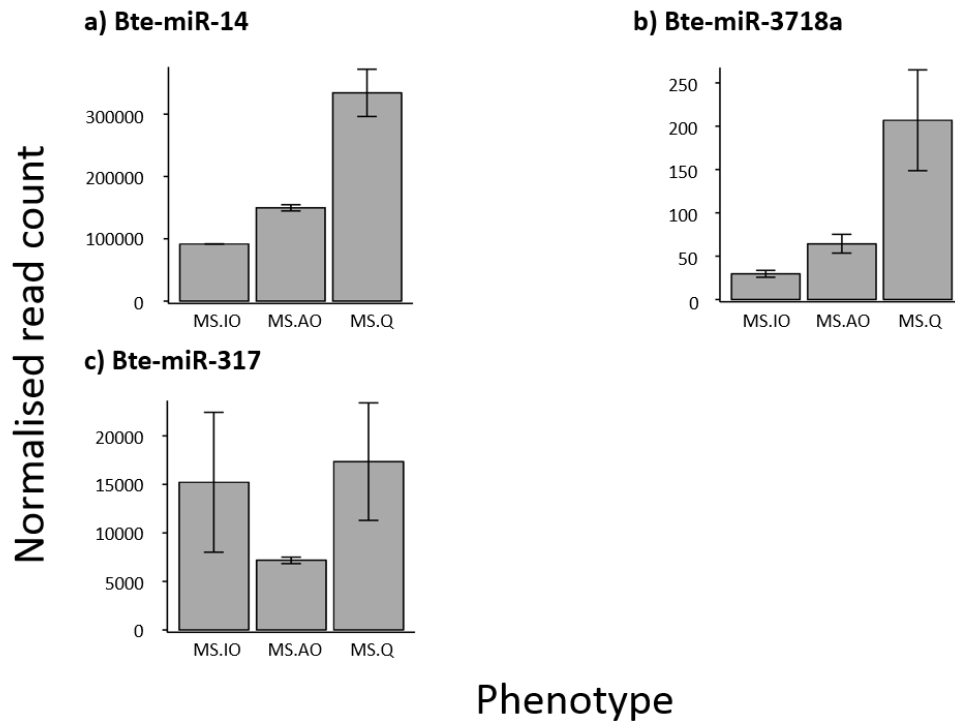 a) Bte-miR-14
b) Bte-miR-3718a
Normalised read count
300000
200000
100000
0
MS.IO MS.AO MS.Q
250
200
150
100
50
0
MS.IO MS.AO MS.Q
c) Bte-miR-317
20000
15000
10000
5000
0
MS.IO MS.AO MS.Q
Phenotype